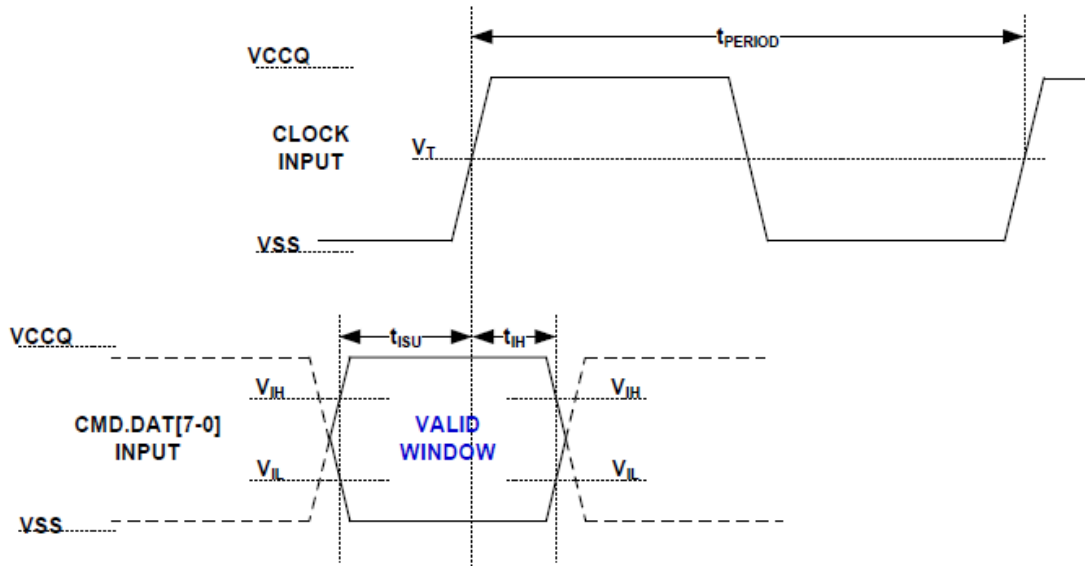 tPERIOD
VCCQ
CLOCK
INPUT
VT
VSS
VCCQ
tISU
tIH
VIH
VIH
CMD.DAT[7-0]
INPUT
VALID
WINDOW
VIL
VIL
VSS